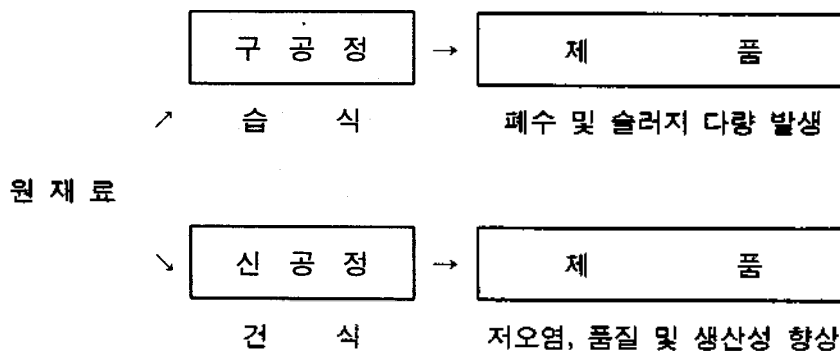 구 공 정 → 제 품
↗ 습 식 폐수 및 슬러지 다량 발생
원 재 료
↘ 신 공 정 → 제 품
건 식 저오염, 품질 및 생산성 향상